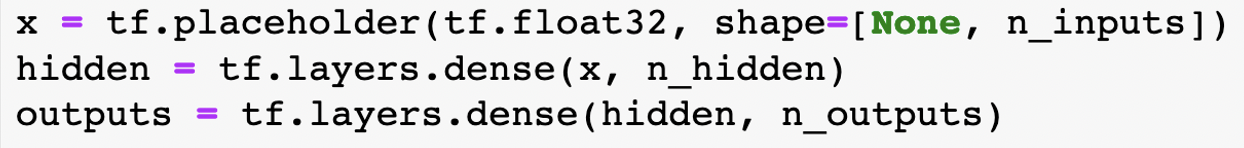 x = tf.placeholder(tf.float32, shape=[None, n_inputs])
hidden = tf.layers.dense(x, n_hidden)
outputs = tf.layers.dense(hidden, n_outputs)